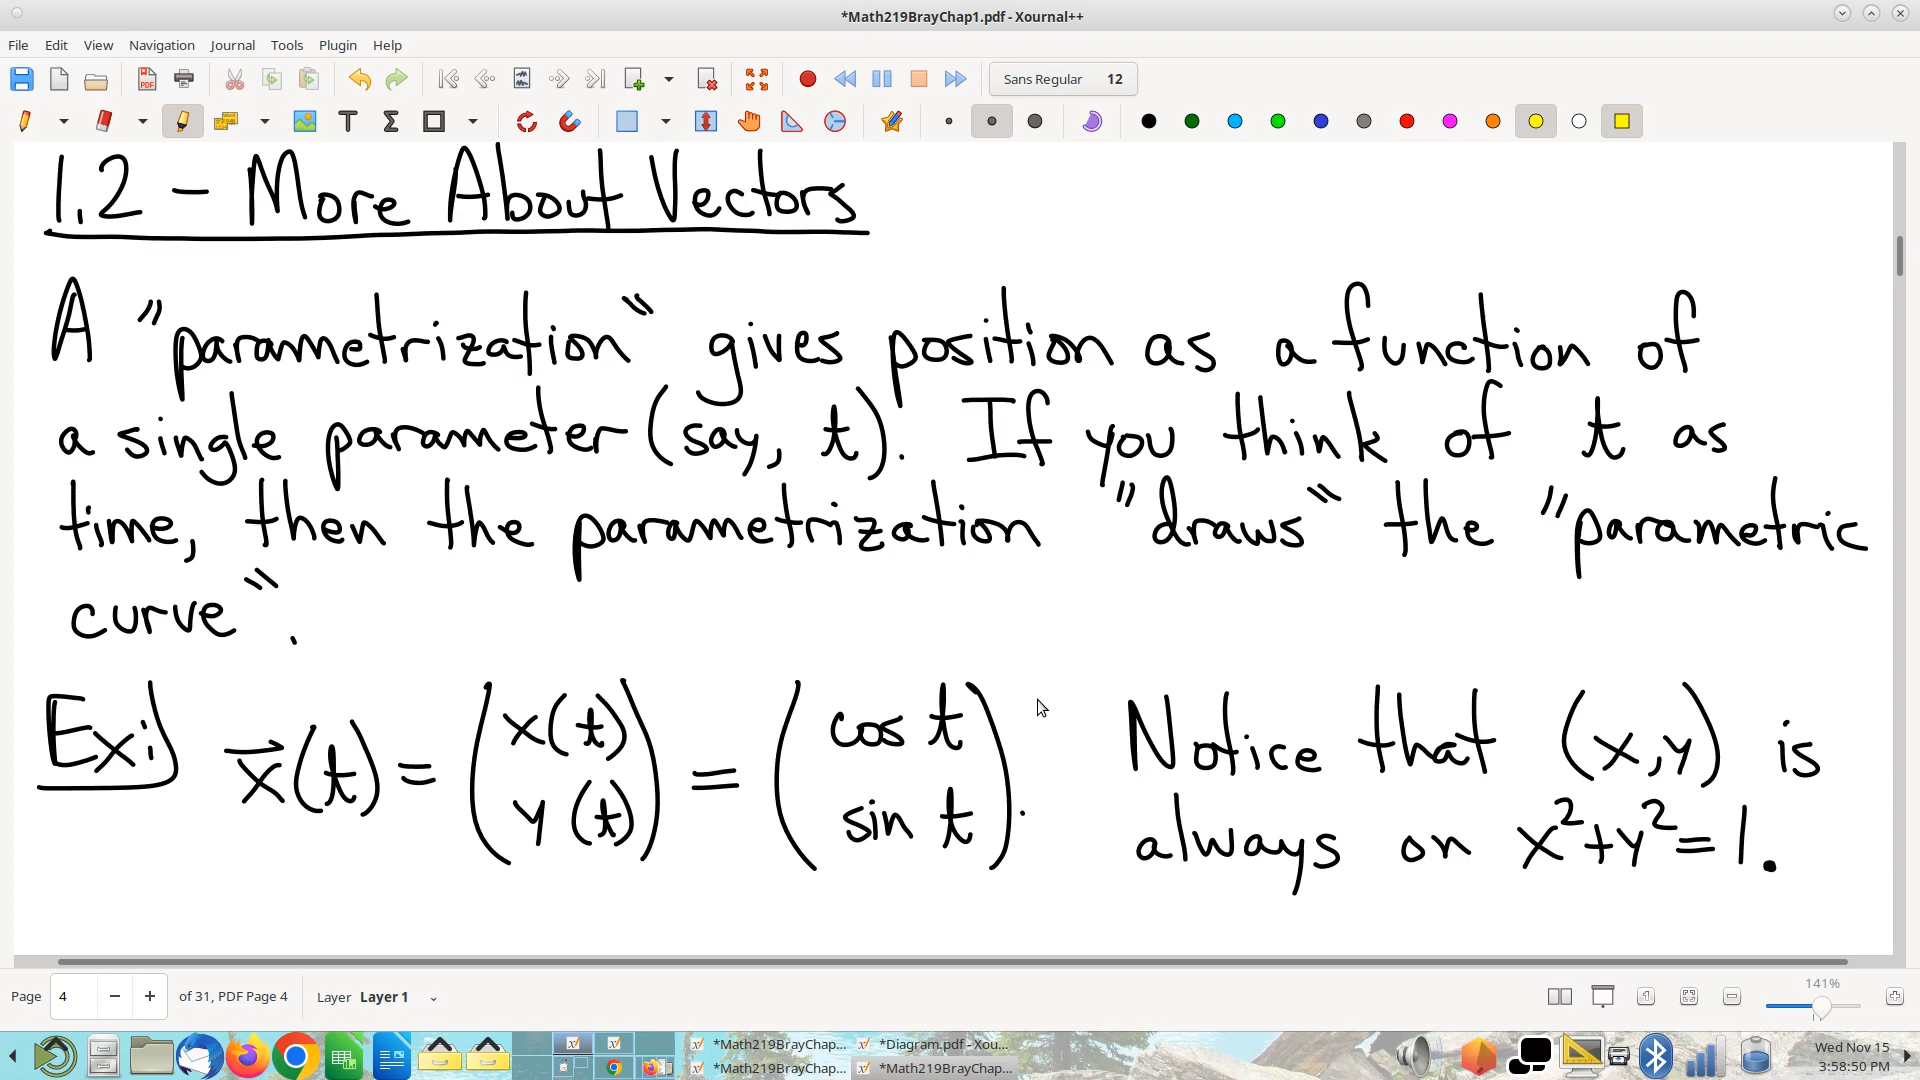 *Math219BrayChap1.pdf - Xournal++
File Edit View Navigation Journal Tools Plugin Help
Sans Regular 12
1.2 - More About Vectors
A "parametrization" gives position as a function of
a single parameter (say, t). If you think of t as
time, then the parametrization "draws" the "parametric
curve".
Ex: x⃗(t) = (x(t) y(t)) = (cos t sin t). Notice that (x,y) is
always on x²+y²=1.
141%
Page 4 of 31, PDF Page 4 Layer Layer 1
*Math219BrayChap... *Diagram.pdf - Xou... Wed Nov 15
*Math219BrayChap... *Math219BrayChap... 3:58:50 PM